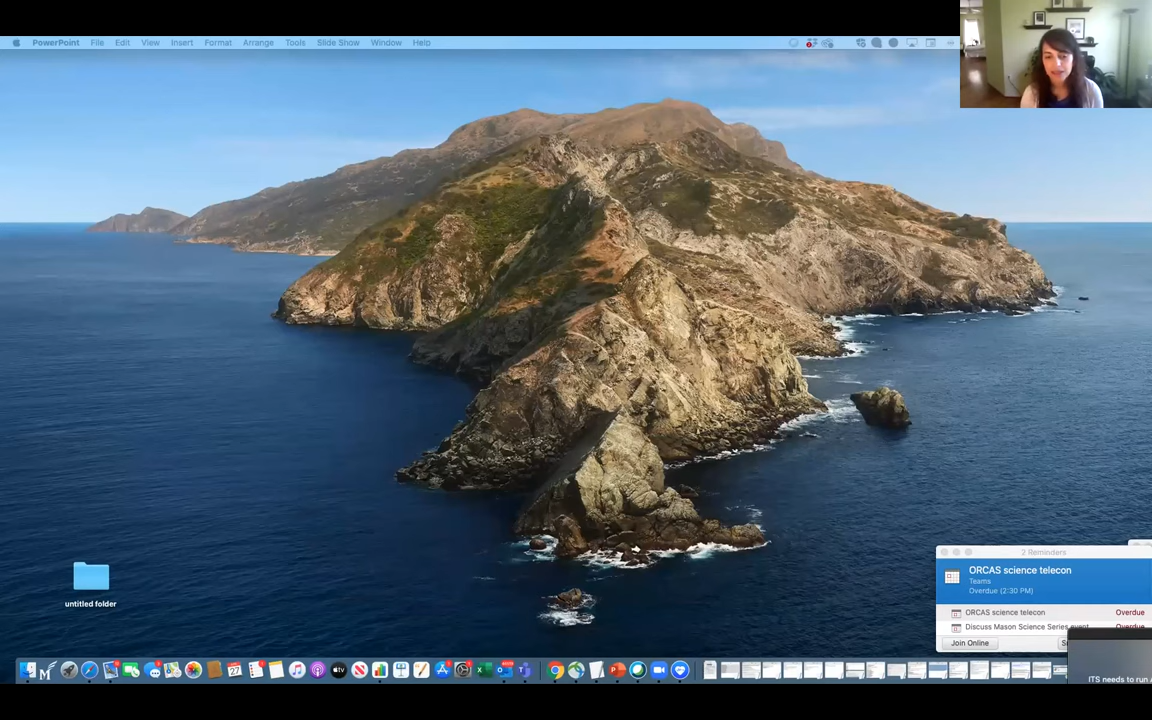 PowerPoint File Edit View Insert Format Arrange Tools Slide Show Window Help
untitled folder
2 Reminders
ORCAS science telecon
Teams
Overdue (2:30 PM)
ORCAS science telecon Overdue
Discuss Mason Science Series event Overdue
Join Online
ITS needs to run
27
tv